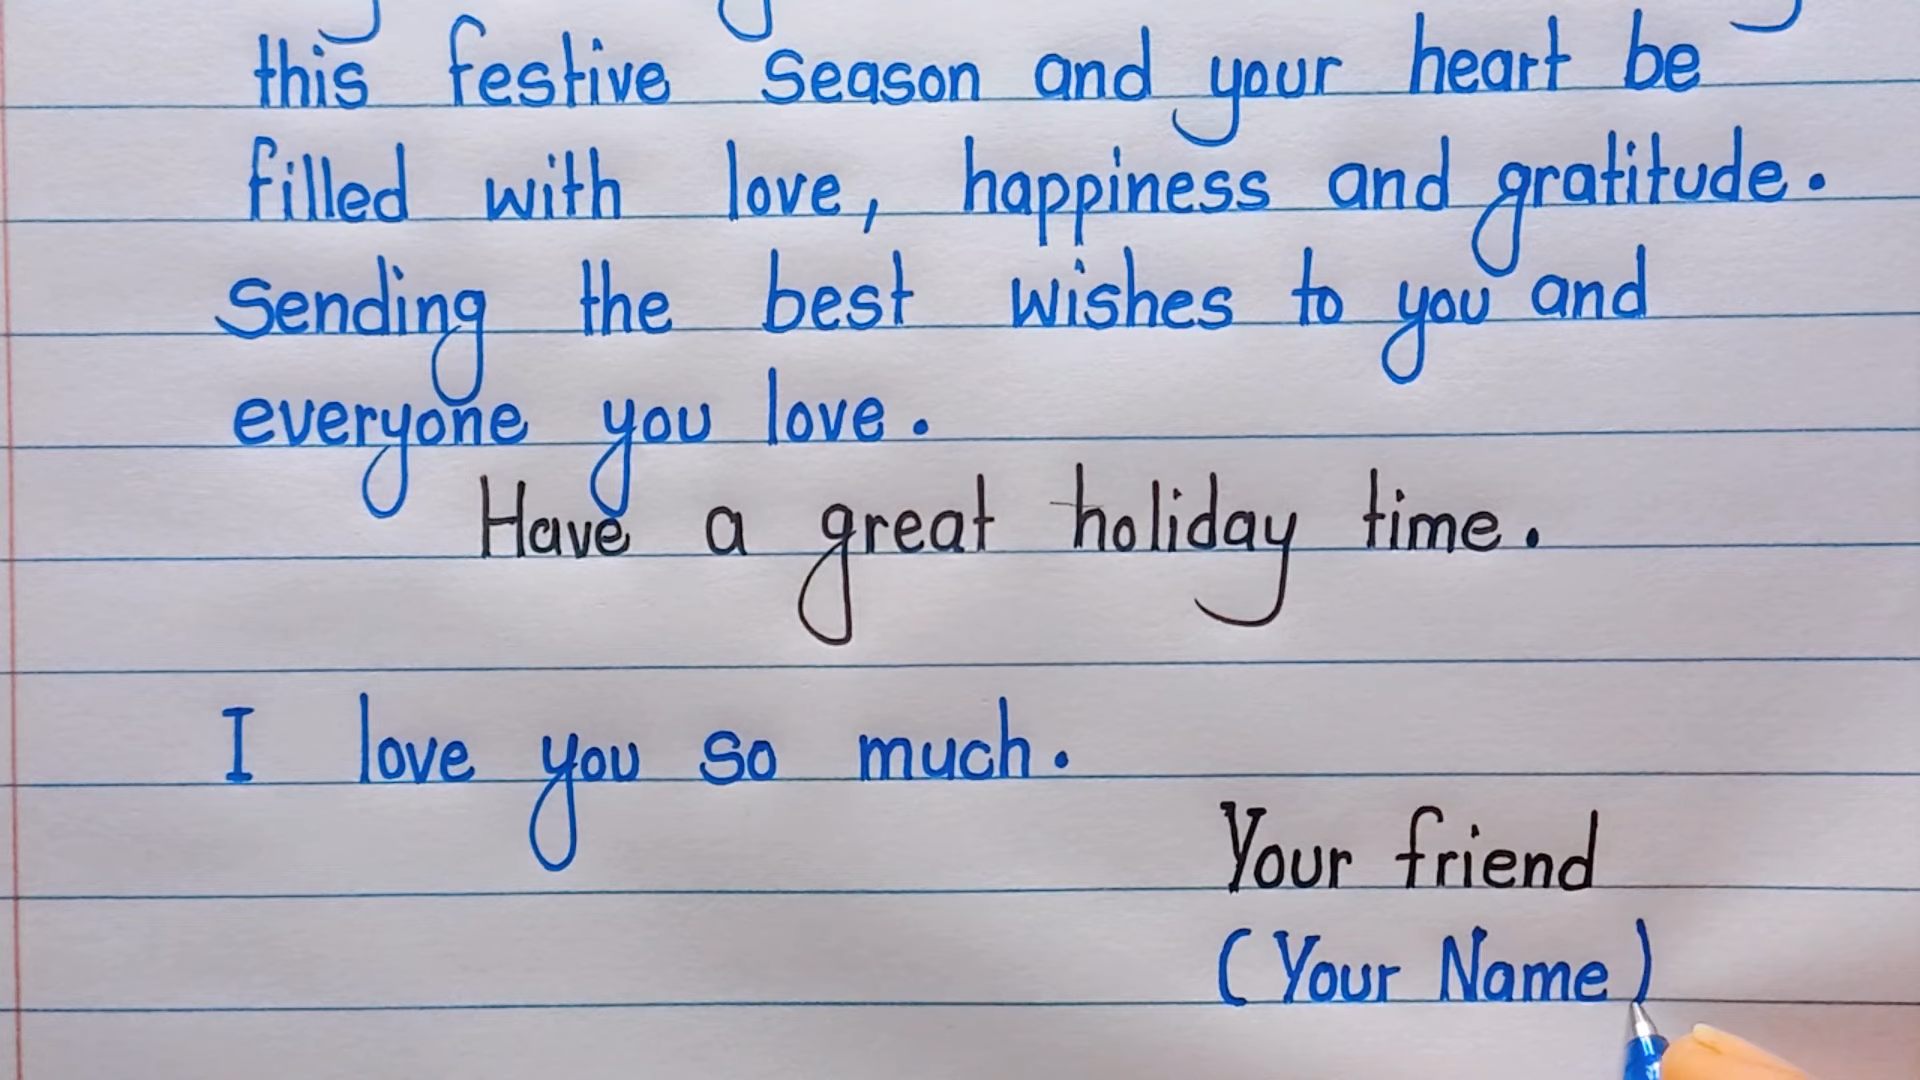 this festive season and your heart be
filled with love, happiness and gratitude.
Sending the best wishes to you and
everyone you love.
Have a great holiday time.
I love you so much.
Your friend
(Your Name)